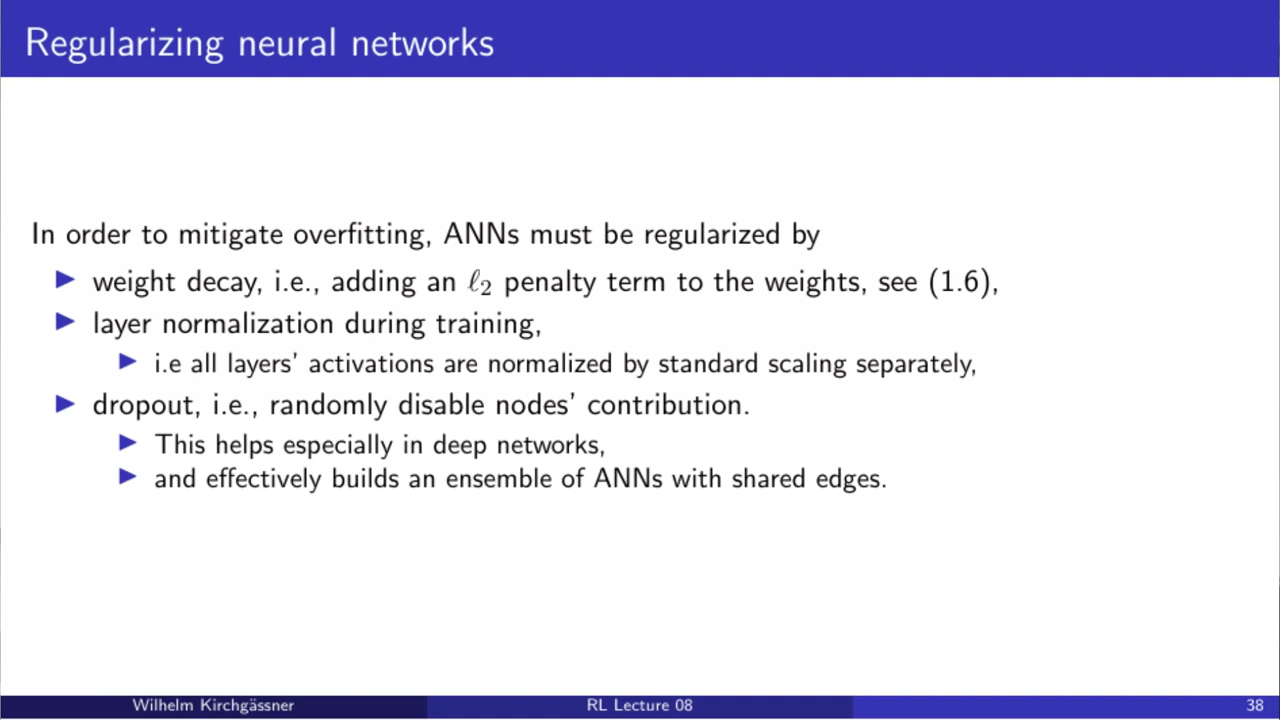 Regularizing neural networks
In order to mitigate overfitting, ANNs must be regularized by
▶ weight decay, i.e., adding an ℓ₂ penalty term to the weights, see (1.6),
▶ layer normalization during training,
▶ i.e all layers' activations are normalized by standard scaling separately,
▶ dropout, i.e., randomly disable nodes' contribution.
▶ This helps especially in deep networks,
▶ and effectively builds an ensemble of ANNs with shared edges.
Wilhelm Kirchgässner RL Lecture 08 38